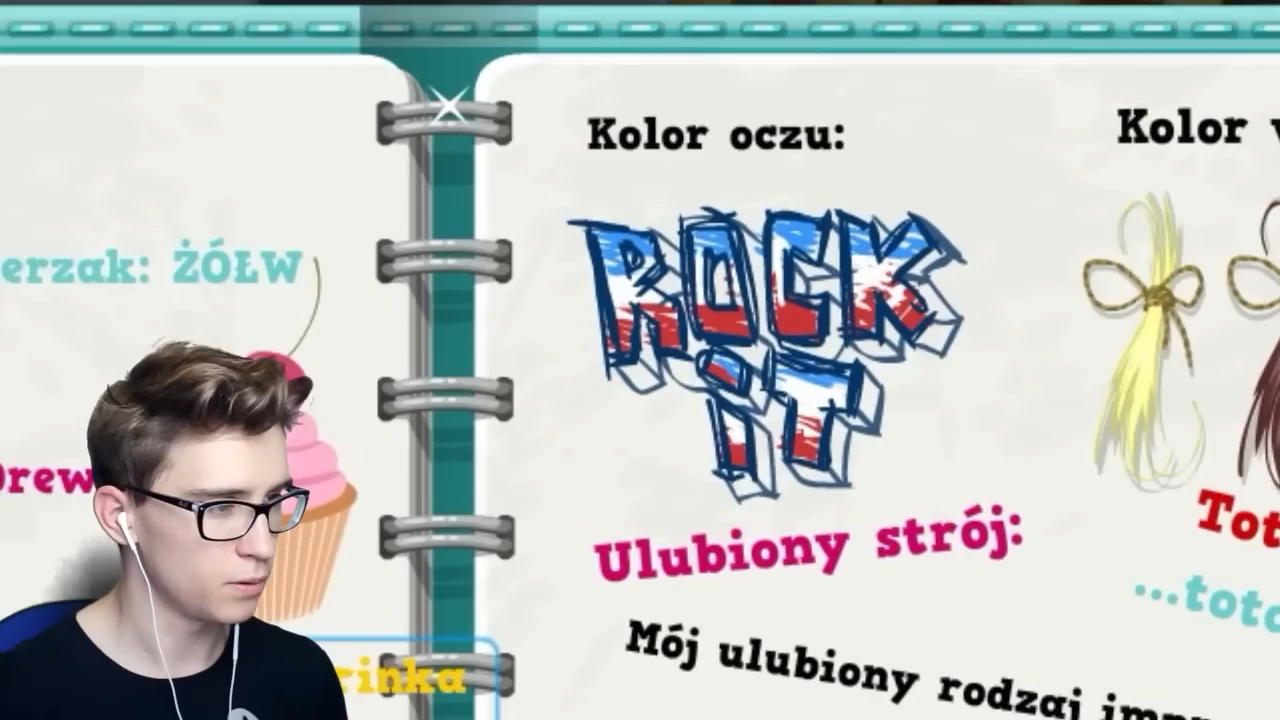 erzak: ŻÓŁW
Drew
rinka
Kolor oczu:
ROCK
iT
Ulubiony strój:
Mój ulubiony rodzaj
Kolor
Tot
...toto